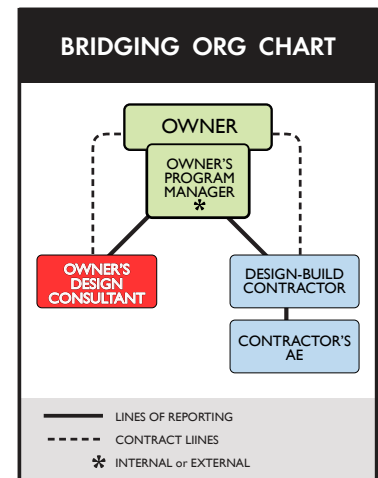 BRIDGING ORG CHART
OWNER
OWNER'S
PROGRAM
MANAGER
*
OWNER'S
DESIGN
CONSULTANT
DESIGN-BUILD
CONTRACTOR
CONTRACTOR'S
AE
LINES OF REPORTING
CONTRACT LIINES
* INTERNAL or EXTERNAL